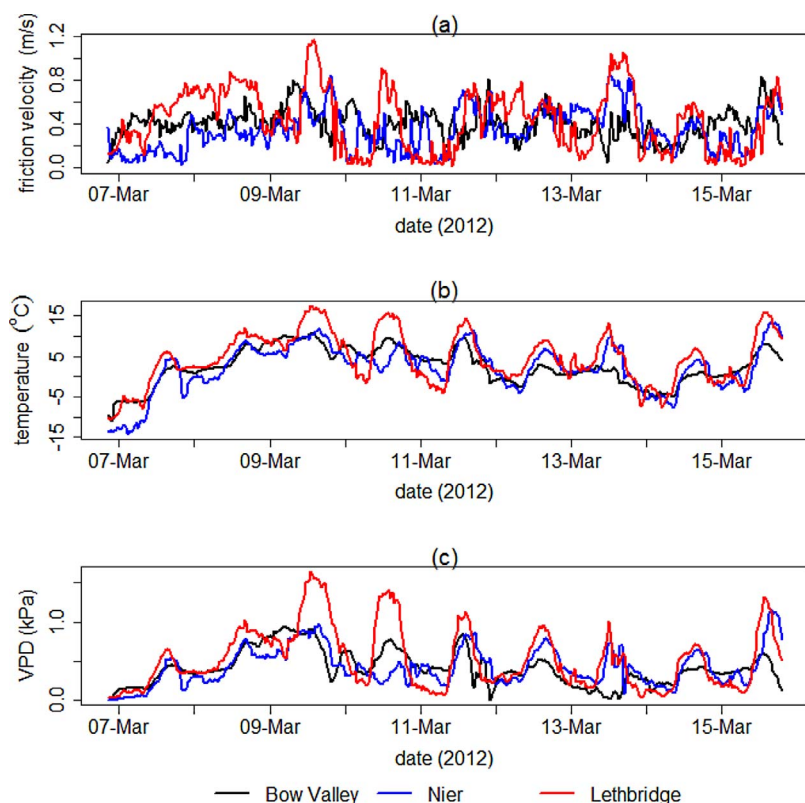 (a)
friction velocity (m/s)
0.0 0.4 0.8 1.2
07-Mar 09-Mar 11-Mar 13-Mar 15-Mar
date (2012)
(b)
temperature (°C)
-15 -5 5 15
07-Mar 09-Mar 11-Mar 13-Mar 15-Mar
date (2012)
(c)
VPD (kPa)
0.0 1.0
07-Mar 09-Mar 11-Mar 13-Mar 15-Mar
date (2012)
Bow Valley Nier Lethbridge